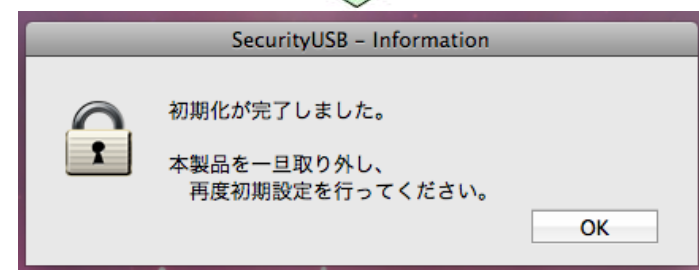 SecurityUSB – Information
初期化が完了しました。
本製品を一旦取り外し、
再度初期設定を行ってください。
OK